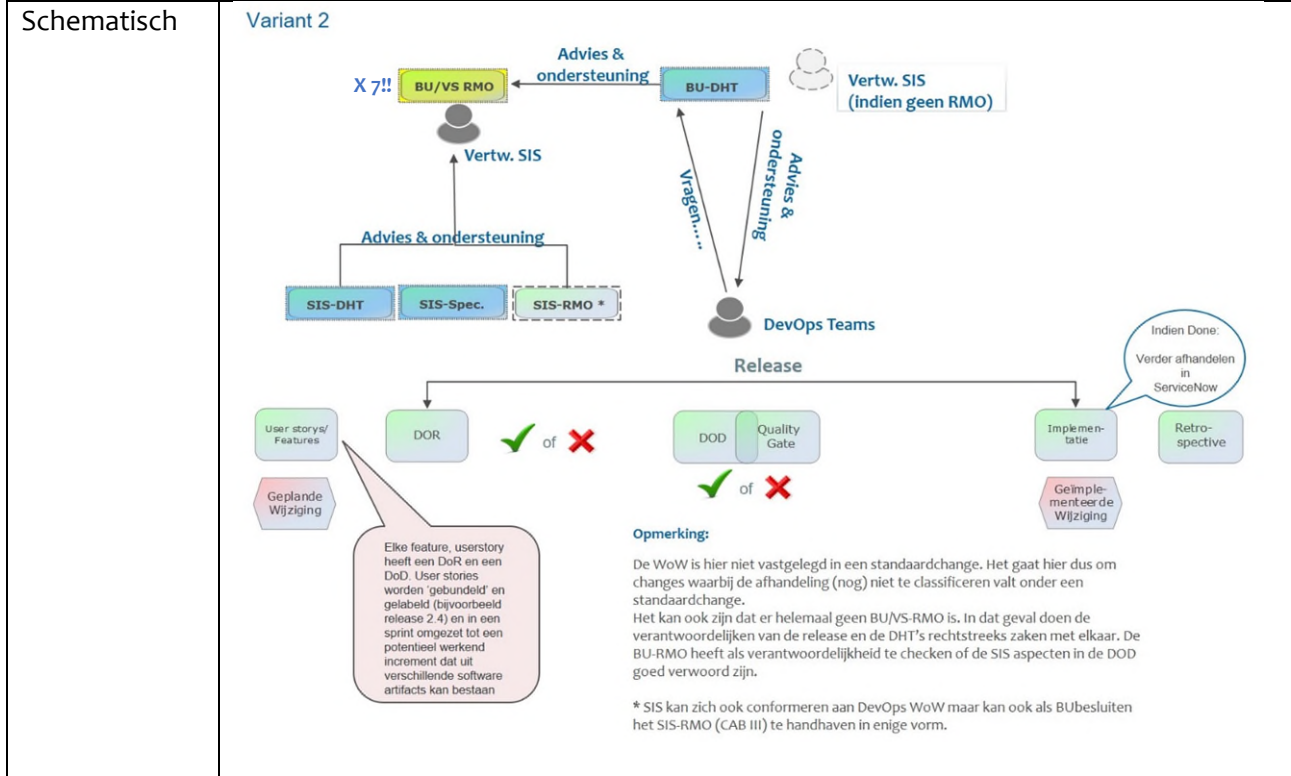 Schematisch
Variant 2
Advies &
ondersteuning
X 7!!
BU/VS RMO
BU-DHT
Vertw. SIS
(indien geen RMO)
Vertw. SIS
Vragen.....
Advies &
ondersteuning
Advies & ondersteuning
SIS-DHT
SIS-Spec.
SIS-RMO *
DevOps Teams
Indien Done:
Verder afhandelen
in
ServiceNow
Release
User storys/
Features
DOR
of
DOD
Quality
Gate
of
Implemen-
tatie
Retro-
spective
Geplande
Wijziging
Geïmple-
menteerde
Wijziging
Elke feature, userstory
heeft een DoR en een
DoD. User stories
worden 'gebundeld' en
gelabeld (bijvoorbeeld
release 2.4) en in een
sprint omgezet tot een
potentieel werkend
increment dat uit
verschillende software
artifacts kan bestaan
Opmerking:
De WoW is hier niet vastgelegd in een standaardchange. Het gaat hier dus om
changes waarbij de afhandeling (nog) niet te classificeren valt onder een
standaardchange.
Het kan ook zijn dat er helemaal geen BU/VS-RMO is. In dat geval doen de
verantwoordelijken van de release en de DHT's rechtstreeks zaken met elkaar. De
BU-RMO heeft als verantwoordelijkheid te checken of de SIS aspecten in de DOD
goed verwoord zijn.
* SIS kan zich ook conformeren aan DevOps WoW maar kan ook als BUbesluiten
het SIS-RMO (CAB III) te handhaven in enige vorm.